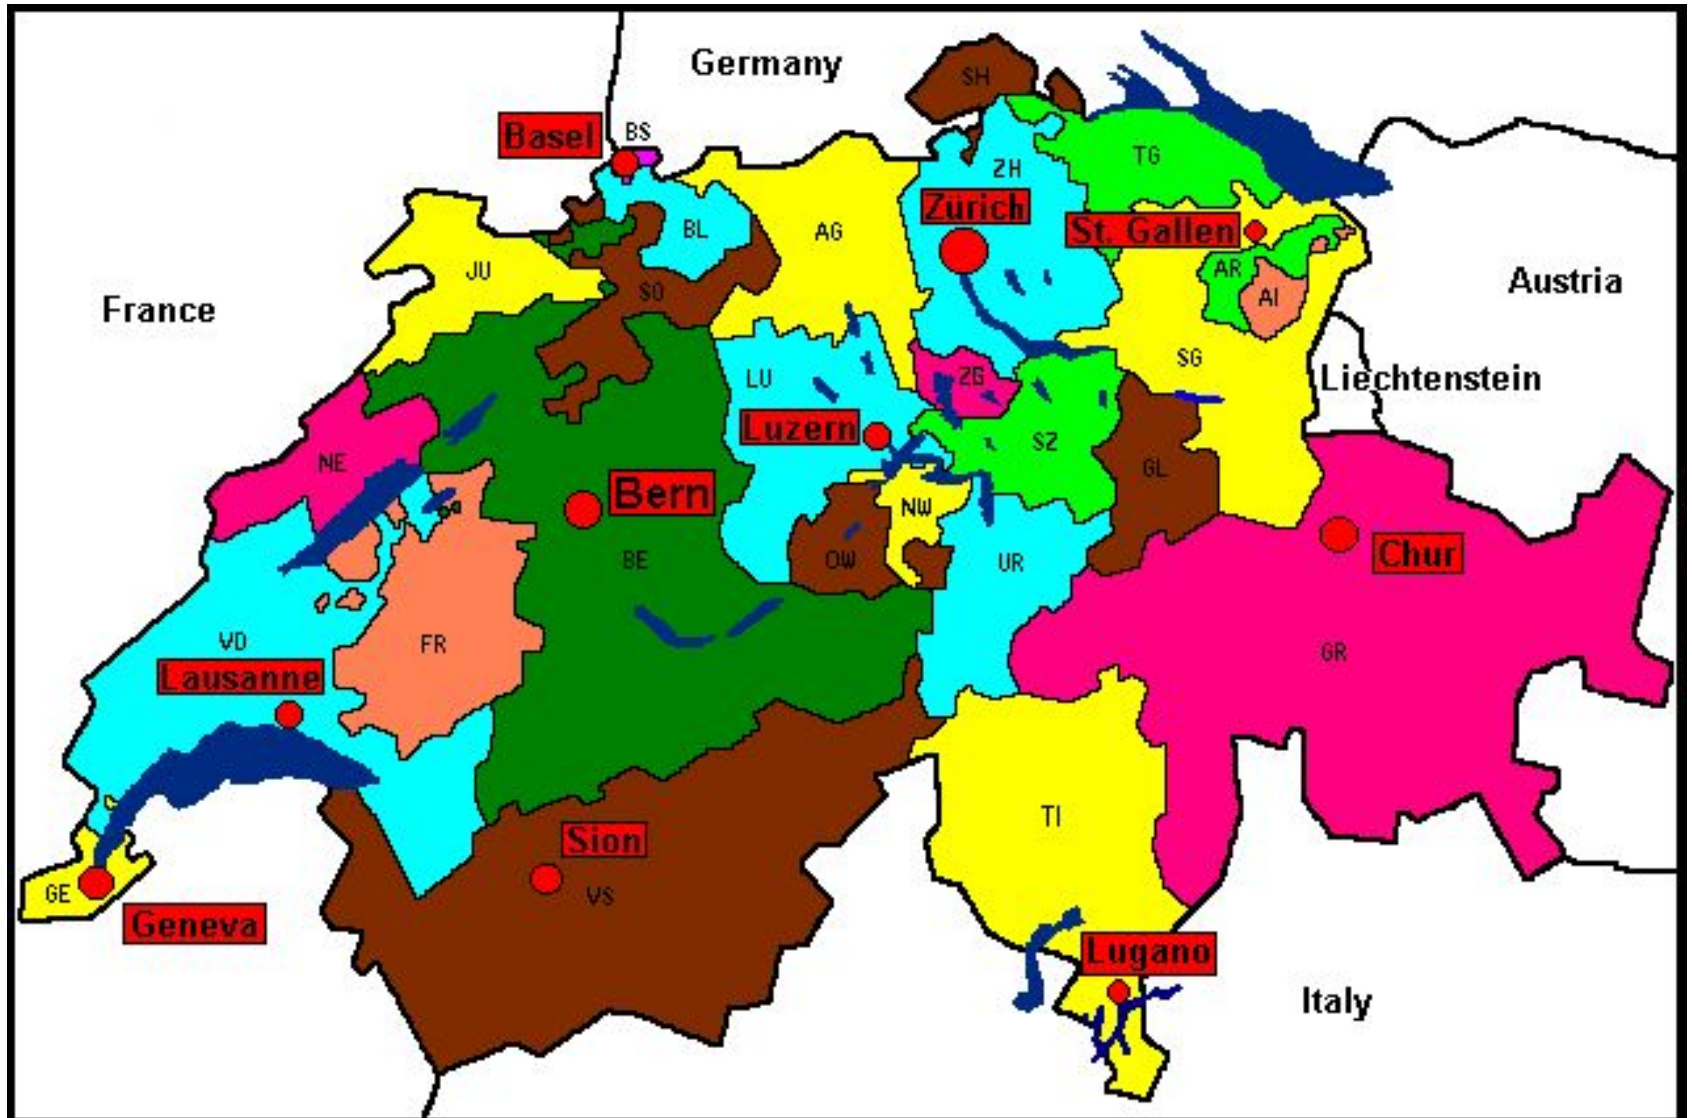 Germany
SH
Basel
BS
TG
ZH
Zürich
BL
AG
St. Gallen
JU
AR
Austria
France
SO
AI
SG
Liechtenstein
LU
ZG
Luzern
SZ
NE
GL
Bern
NW
Chur
BE
OW
UR
VD
FR
GR
Lausanne
TI
Sion
GE
VS
Geneva
Lugano
Italy